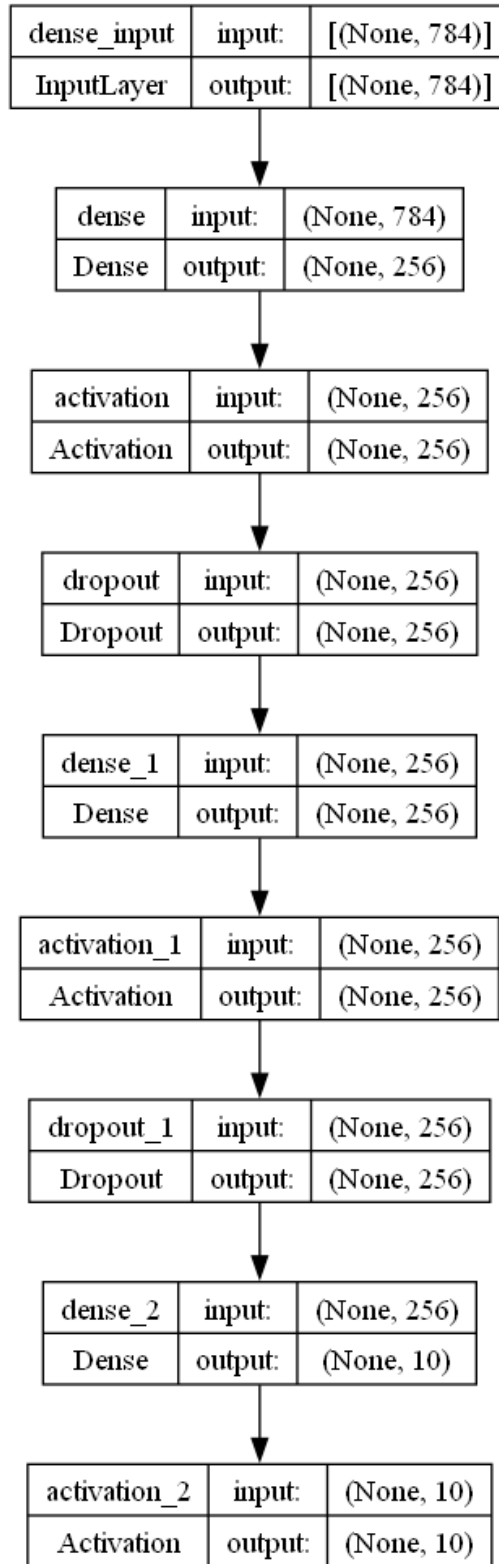 dense_input input: [(None, 784)]
InputLayer output: [(None, 784)]
dense input: (None, 784)
Dense output: (None, 256)
activation input: (None, 256)
Activation output: (None, 256)
dropout input: (None, 256)
Dropout output: (None, 256)
dense_1 input: (None, 256)
Dense output: (None, 256)
activation_1 input: (None, 256)
Activation output: (None, 256)
dropout_1 input: (None, 256)
Dropout output: (None, 256)
dense_2 input: (None, 256)
Dense output: (None, 10)
activation_2 input: (None, 10)
Activation output: (None, 10)